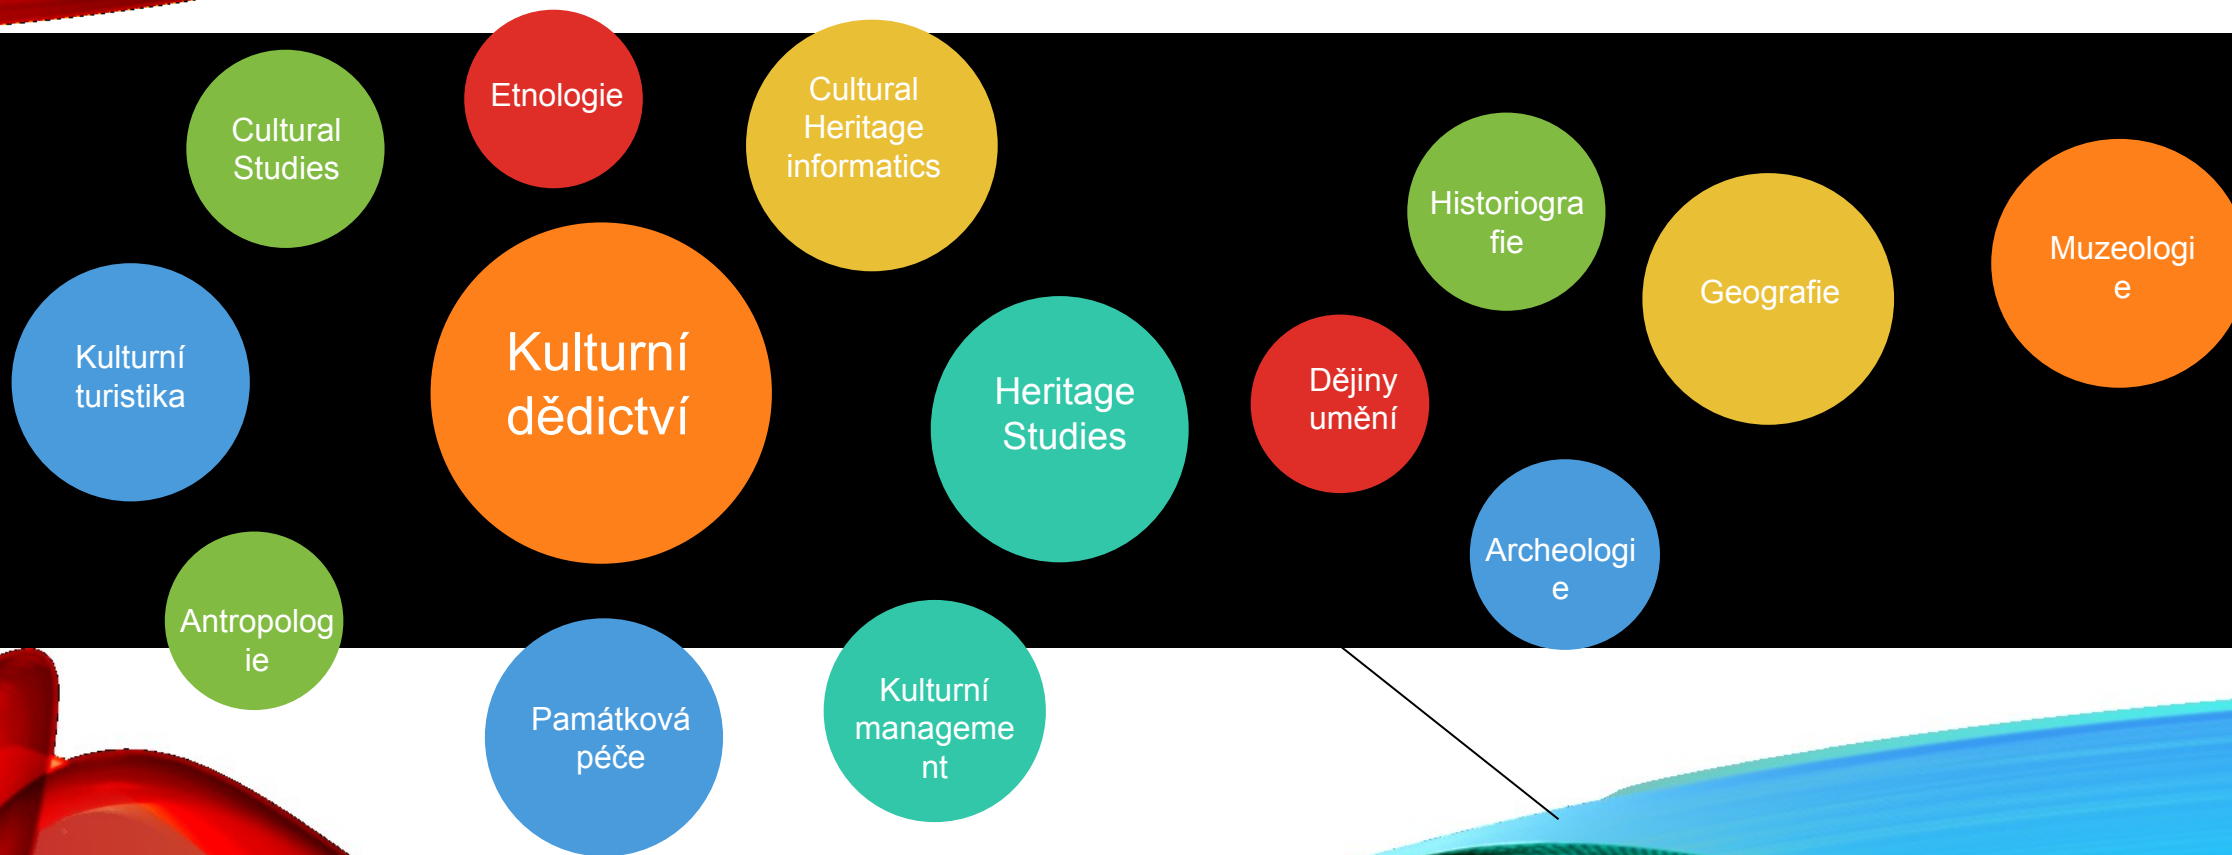 Etnologie
Cultural
Heritage
informatics
Cultural
Studies
Historiogra
fie
Muzeologi
e
Geografie
Kulturní
turistika
Kulturní
dědictví
Heritage
Studies
Dějiny
umění
Archeologi
e
Antropolog
ie
Památková
péče
Kulturní
manageme
nt